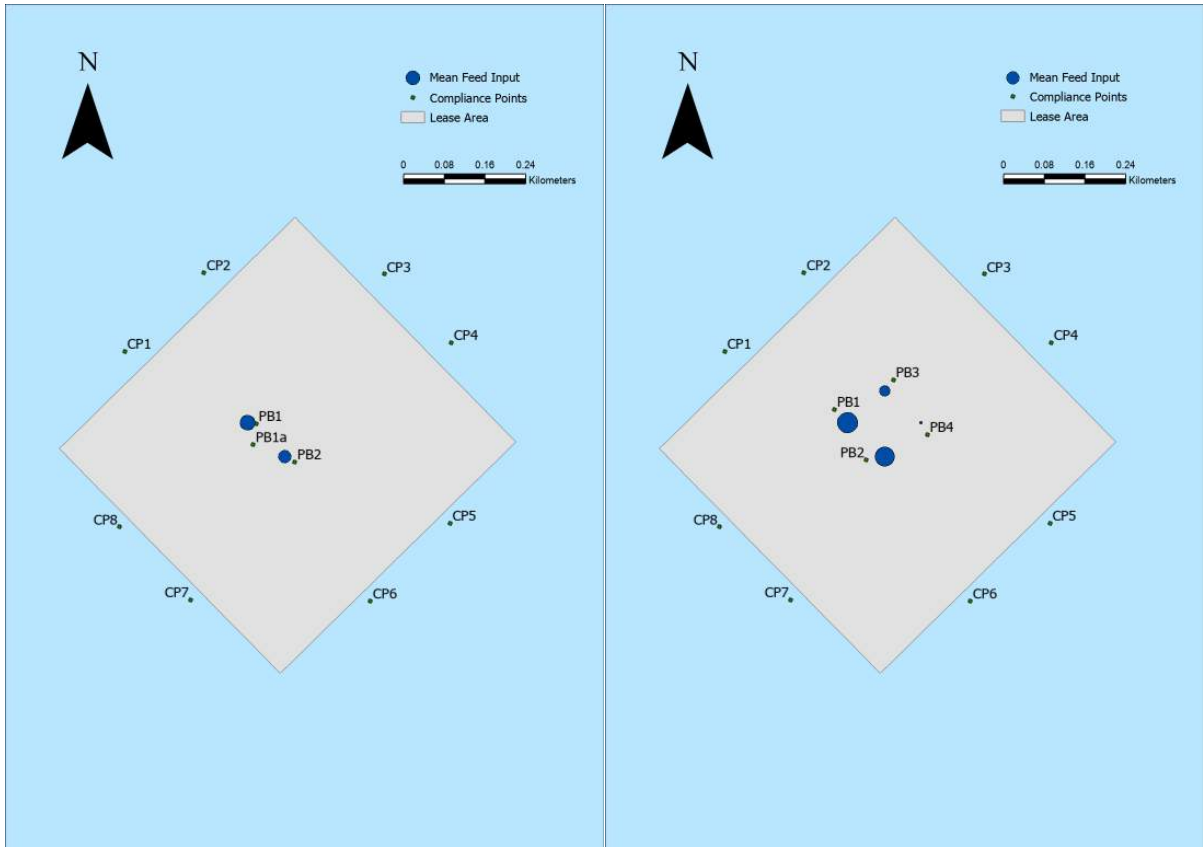 N
Mean Feed Input
Compliance Points
Lease Area
0 0.08 0.16 0.24
Kilometers
CP2
CP3
CP1
CP4
PB1
PB1a
PB2
CP8
CP5
CP7
CP6
N
Mean Feed Input
Compliance Points
Lease Area
0 0.08 0.16 0.24
Kilometers
CP2
CP3
CP1
CP4
PB3
PB1
PB4
PB2
CP8
CP5
CP7
CP6